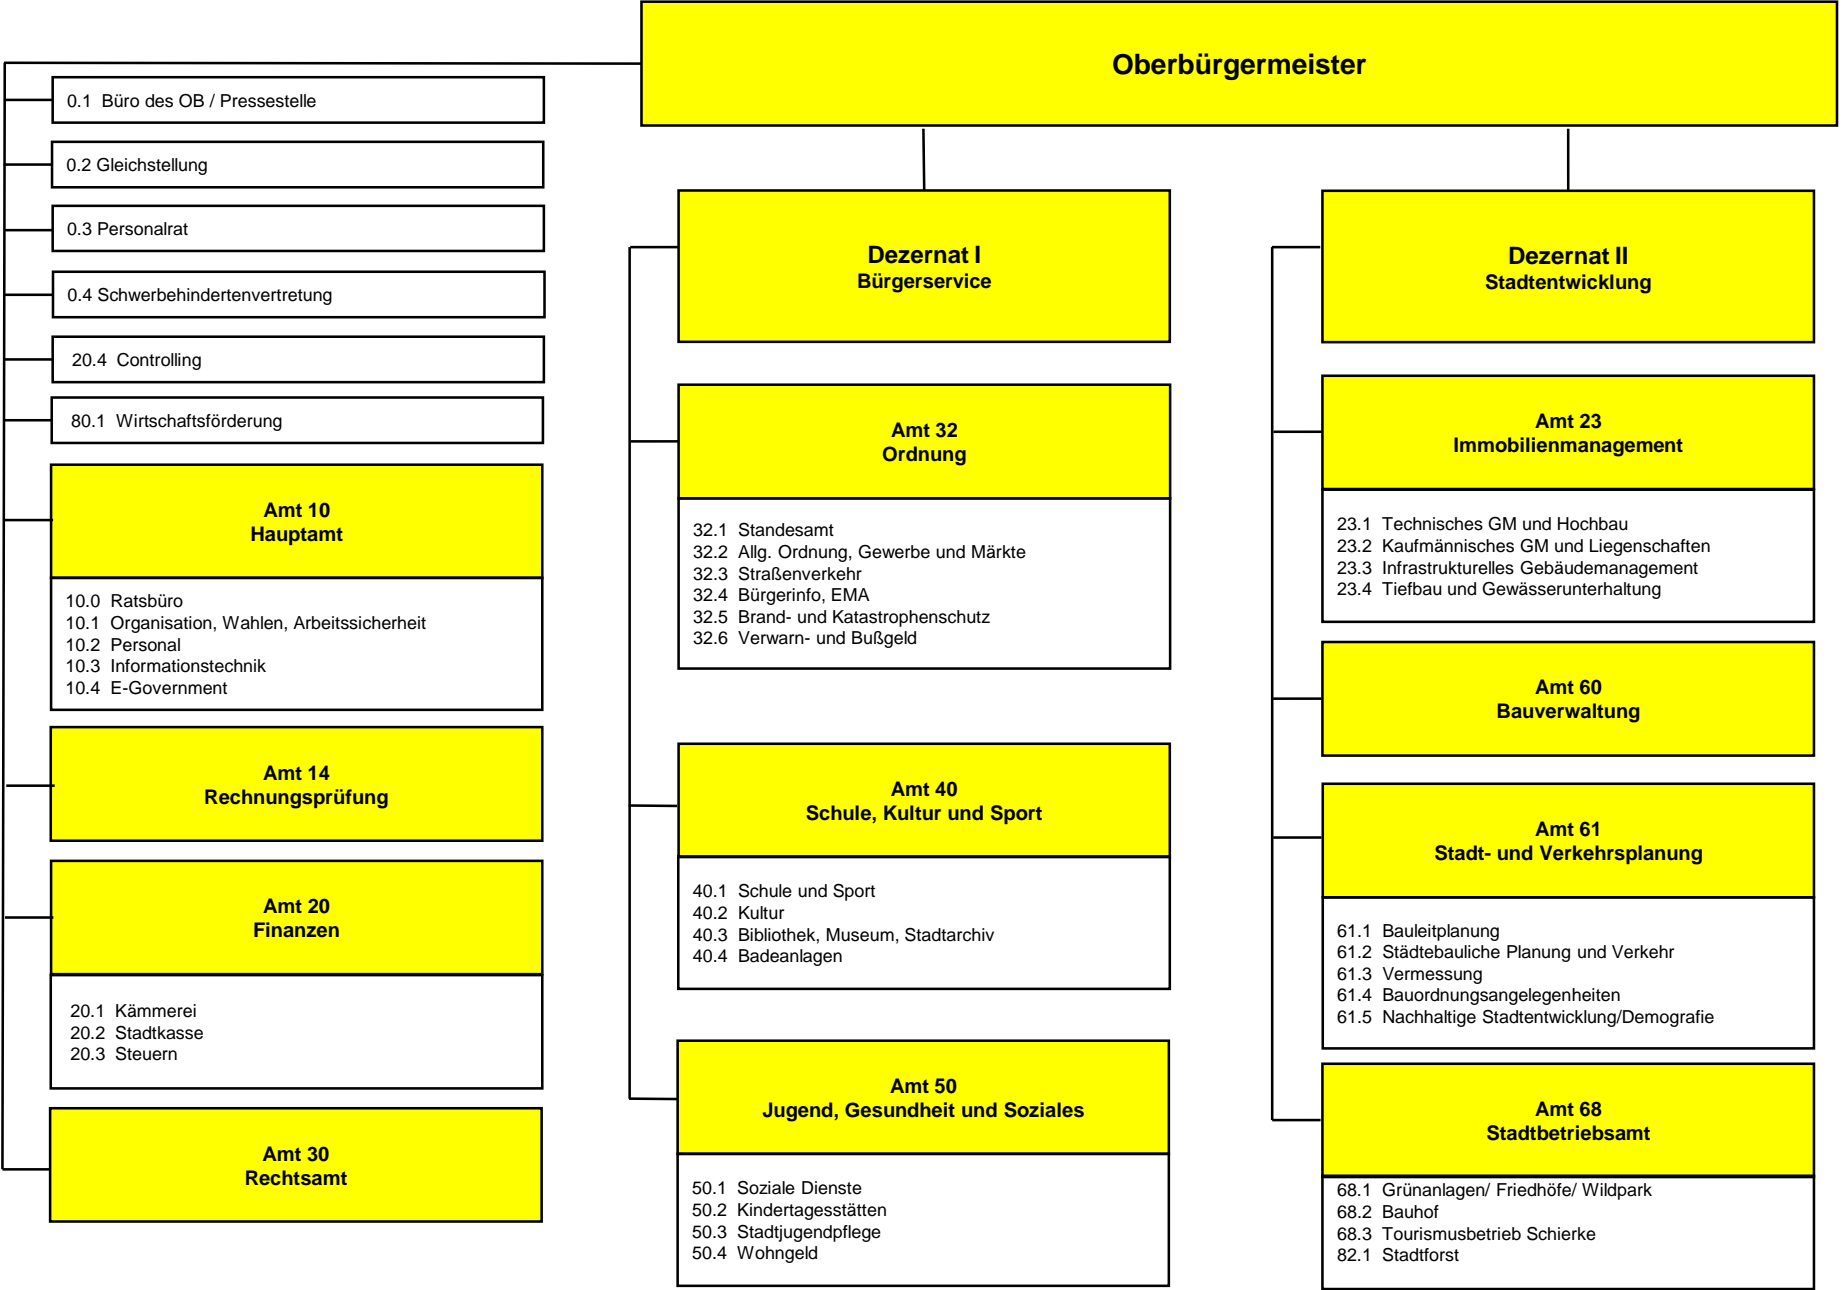 Oberbürgermeister
0.1 Büro des OB / Pressestelle
0.2 Gleichstellung
0.3 Personalrat
0.4 Schwerbehindertenvertretung
20.4 Controlling
80.1 Wirtschaftsförderung
Amt 10
Hauptamt
10.0 Ratsbüro
10.1 Organisation, Wahlen, Arbeitssicherheit
10.2 Personal
10.3 Informationstechnik
10.4 E-Government
Amt 14
Rechnungsprüfung
Amt 20
Finanzen
20.1 Kämmerei
20.2 Stadtkasse
20.3 Steuern
Amt 30
Rechtsamt
Dezernat I
Bürgerservice
Amt 32
Ordnung
32.1 Standesamt
32.2 Allg. Ordnung, Gewerbe und Märkte
32.3 Straßenverkehr
32.4 Bürgerinfo, EMA
32.5 Brand- und Katastrophenschutz
32.6 Verwarn- und Bußgeld
Amt 40
Schule, Kultur und Sport
40.1 Schule und Sport
40.2 Kultur
40.3 Bibliothek, Museum, Stadtarchiv
40.4 Badeanlagen
Amt 50
Jugend, Gesundheit und Soziales
50.1 Soziale Dienste
50.2 Kindertagesstätten
50.3 Stadtjugendpflege
50.4 Wohngeld
Dezernat II
Stadtentwicklung
Amt 23
Immobilienmanagement
23.1 Technisches GM und Hochbau
23.2 Kaufmännisches GM und Liegenschaften
23.3 Infrastrukturelles Gebäudemanagement
23.4 Tiefbau und Gewässerunterhaltung
Amt 60
Bauverwaltung
Amt 61
Stadt- und Verkehrsplanung
61.1 Bauleitplanung
61.2 Städtebauliche Planung und Verkehr
61.3 Vermessung
61.4 Bauordnungsangelegenheiten
61.5 Nachhaltige Stadtentwicklung/Demografie
Amt 68
Stadtbetriebsamt
68.1 Grünanlagen/ Friedhöfe/ Wildpark
68.2 Bauhof
68.3 Tourismusbetrieb Schierke
82.1 Stadtforst